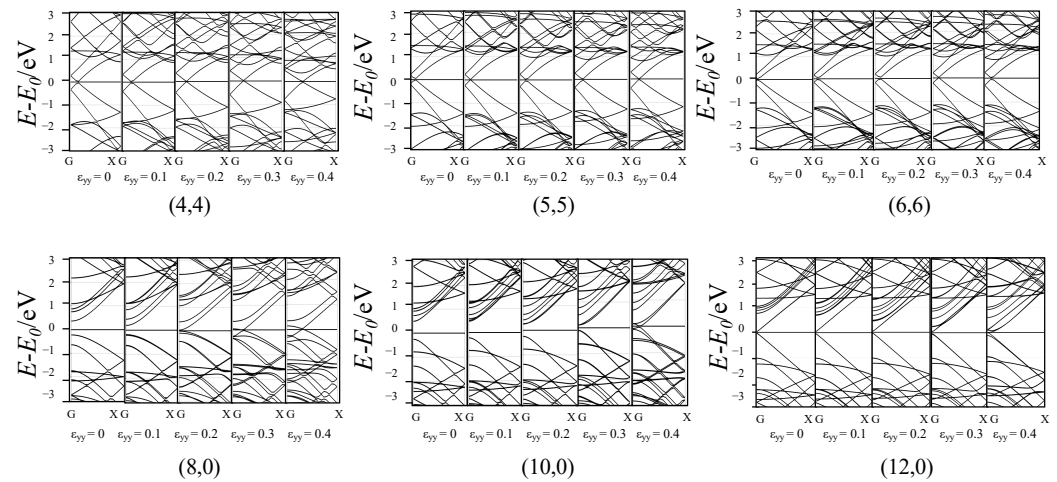 E-E₀/eV
3
2
1
0
−1
−2
−3
G X G X G X G X G X
εyy = 0 εyy = 0.1 εyy = 0.2 εyy = 0.3 εyy = 0.4
(4,4)
E-E₀/eV
3
2
1
0
−1
−2
−3
G X G X G X G X G X
εyy = 0 εyy = 0.1 εyy = 0.2 εyy = 0.3 εyy = 0.4
(5,5)
E-E₀/eV
3
2
1
0
−1
−2
−3
G X G X G X G X G X
εyy = 0 εyy = 0.1 εyy = 0.2 εyy = 0.3 εyy = 0.4
(6,6)
E-E₀/eV
3
2
1
0
−1
−2
−3
G X G X G X G X G X
εyy = 0 εyy = 0.1 εyy = 0.2 εyy = 0.3 εyy = 0.4
(8,0)
E-E₀/eV
3
2
1
0
−1
−2
−3
G X G X G X G X G X
εyy = 0 εyy = 0.1 εyy = 0.2 εyy = 0.3 εyy = 0.4
(10,0)
E-E₀/eV
3
2
1
0
−1
−2
−3
G X G X G X G X G X
εyy = 0 εyy = 0.1 εyy = 0.2 εyy = 0.3 εyy = 0.4
(12,0)